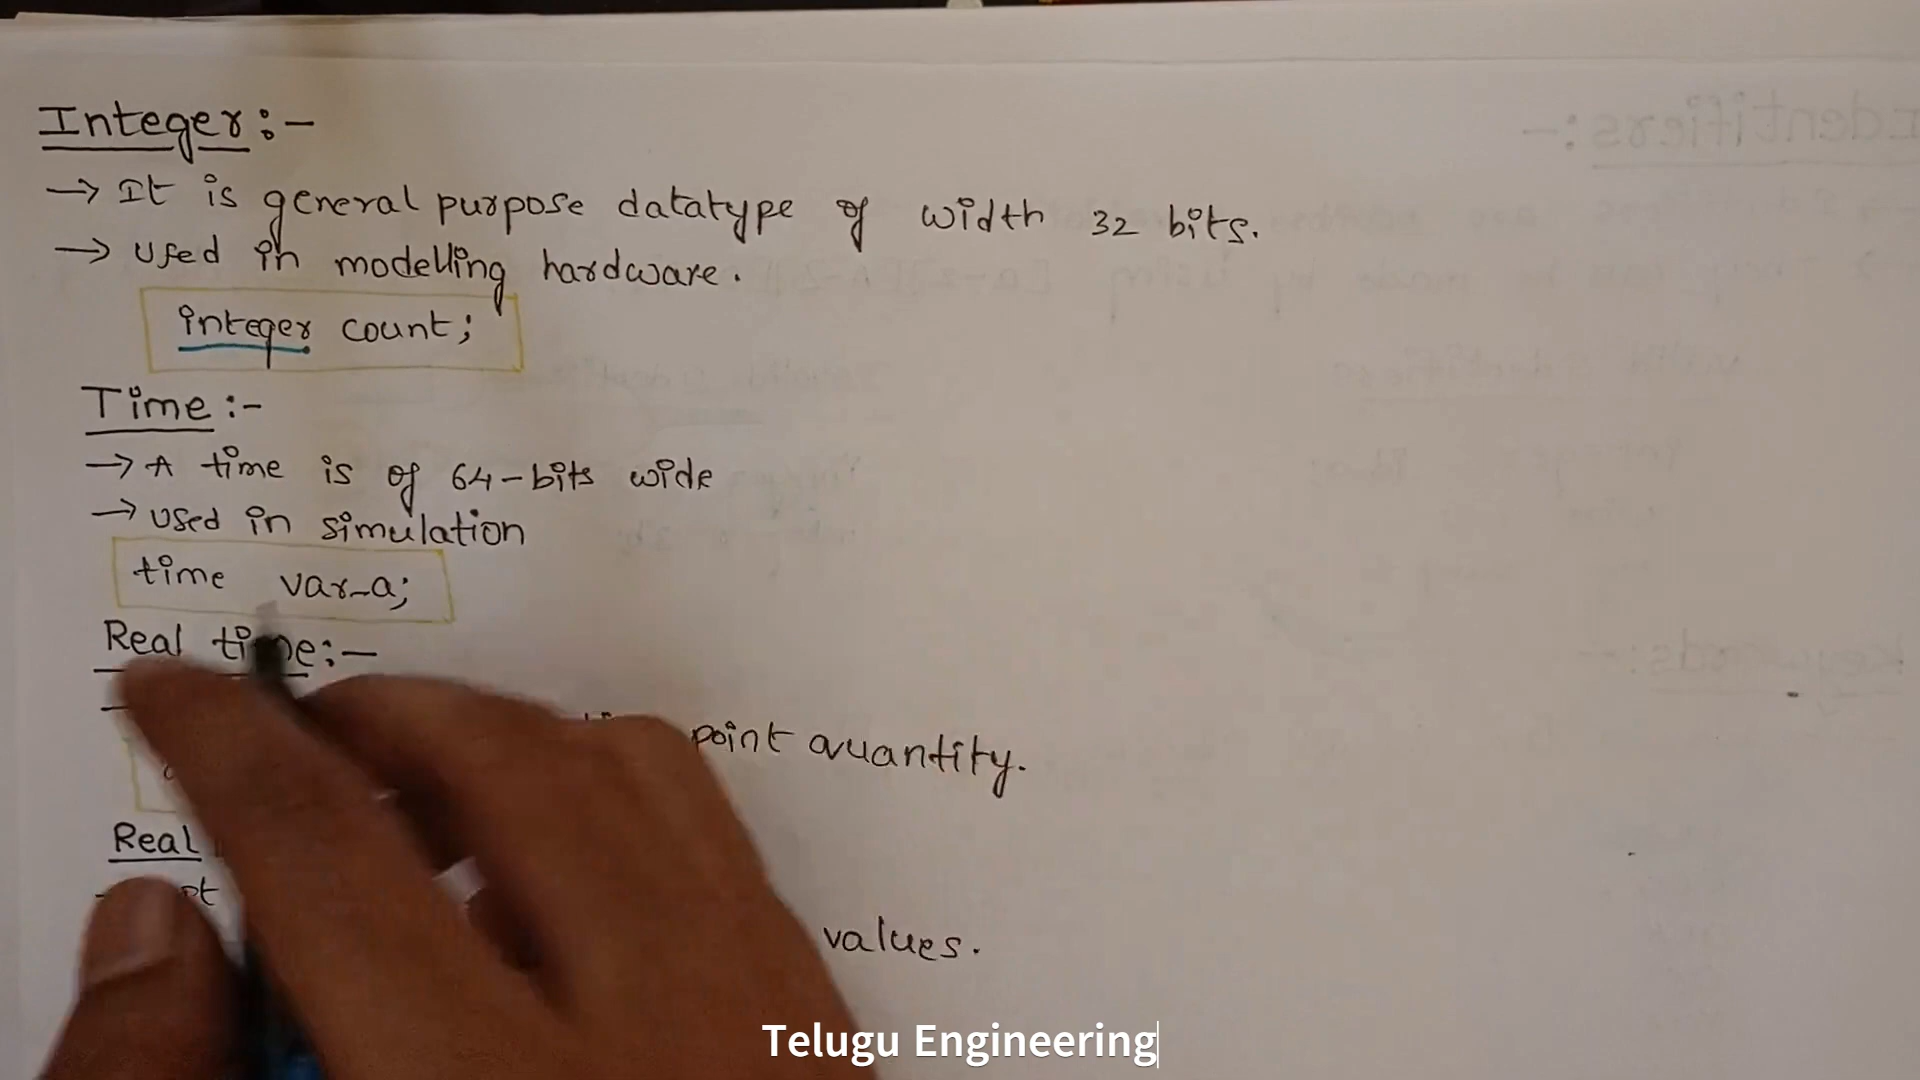 Integer:-
→ It is general purpose datatype of width 32 bits.
→ Used in modelling hardware.
integer count;
Time:-
→ A time is of 64-bits wide
→ Used in simulation
time var_a;
Real time:-
point quantity.
Real
values.
Telugu Engineering